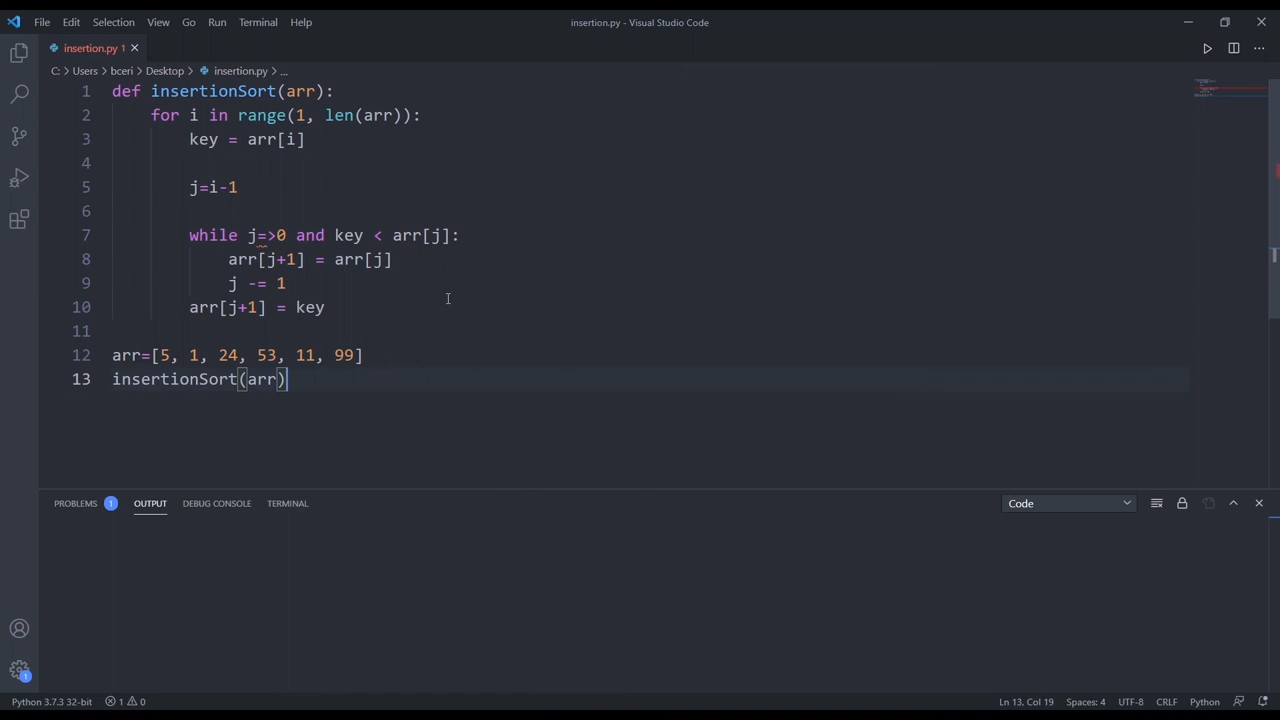 File Edit Selection View Go Run Terminal Help insertion.py - Visual Studio Code
insertion.py 1
C: > Users > bceri > Desktop > insertion.py > ...
1 def insertionSort(arr):
2 for i in range(1, len(arr)):
3 key = arr[i]
4
5 j=i-1
6
7 while j=>0 and key < arr[j]:
8 arr[j+1] = arr[j]
9 j -= 1
10 arr[j+1] = key
11
12 arr=[5, 1, 24, 53, 11, 99]
13 insertionSort(arr)
PROBLEMS 1 OUTPUT DEBUG CONSOLE TERMINAL Code
1
Python 3.7.3 32-bit 1 0 Ln 13, Col 19 Spaces: 4 UTF-8 CRLF Python